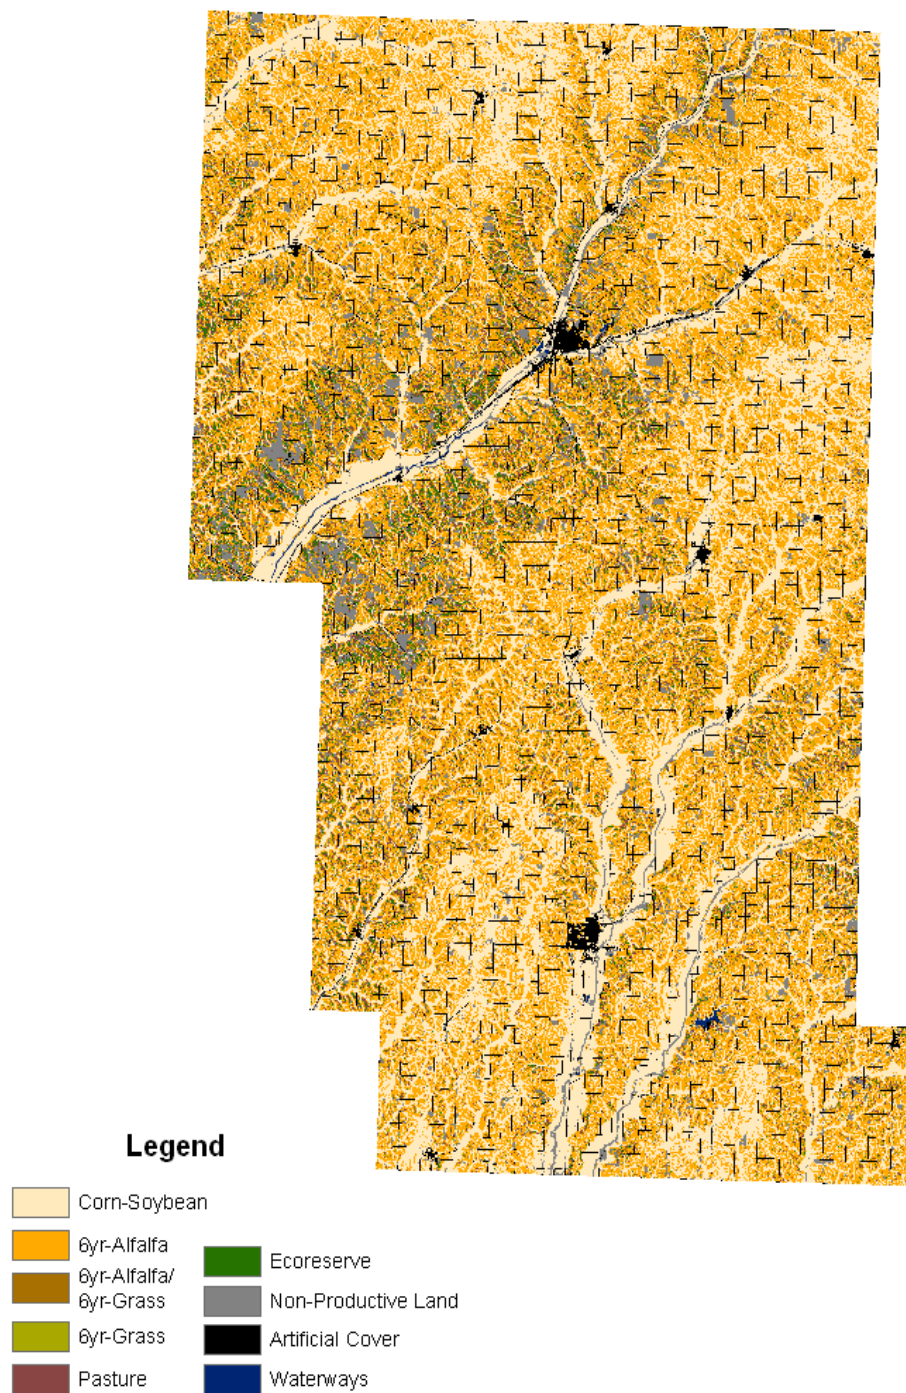 Legend
Corn-Soybean
6yr-Alfalfa
6yr-Alfalfa/
6yr-Grass
6yr-Grass
Pasture
Ecoreserve
Non-Productive Land
Artificial Cover
Waterways